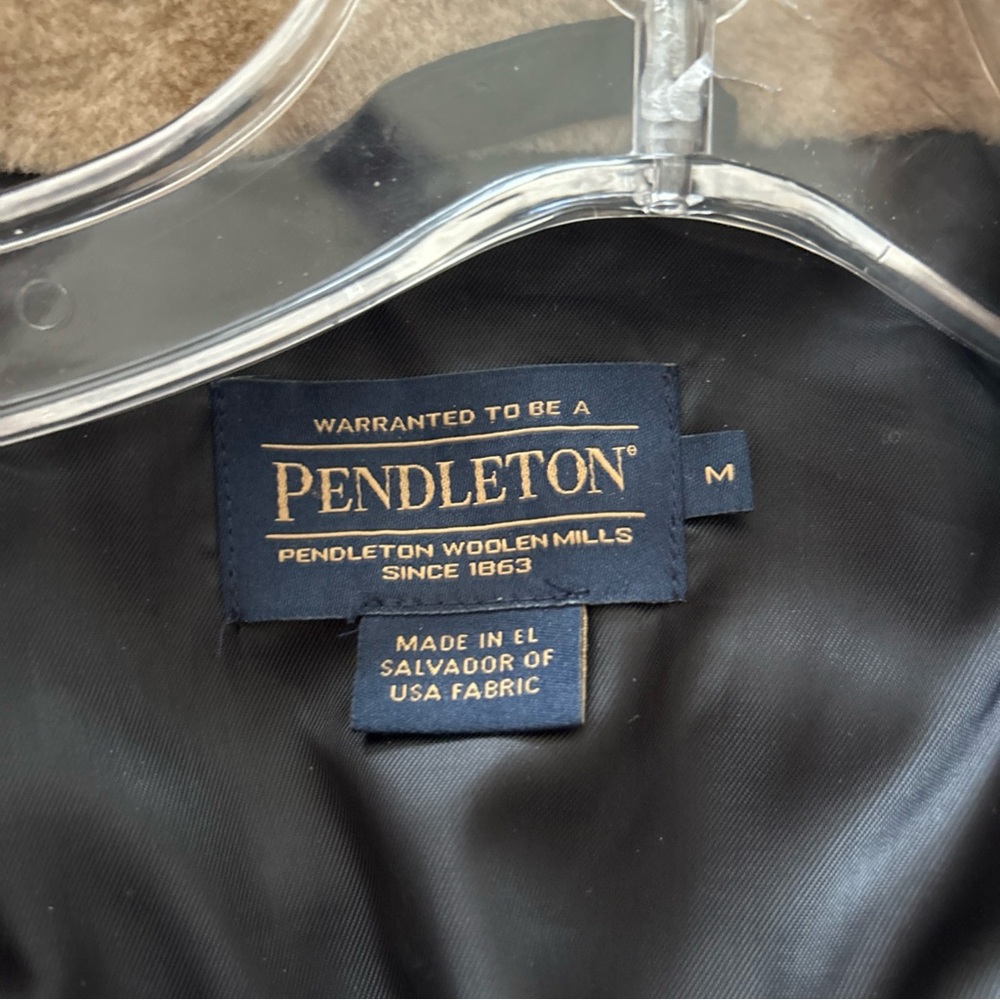 WARRANTED TO BE A
PENDLETON®
M
PENDLETON WOOLEN MILLS
SINCE 1863
MADE IN EL
SALVADOR OF
USA FABRIC